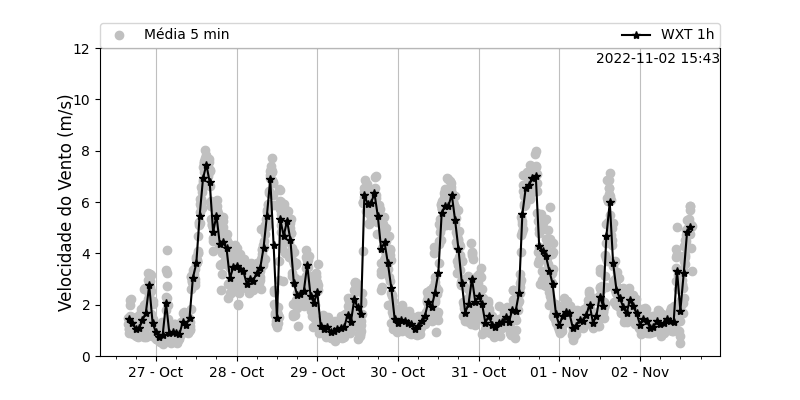 Média 5 min
WXT 1h
2022-11-02 15:43
Velocidade do Vento (m/s)
12
10
8
6
4
2
0
27 - Oct
28 - Oct
29 - Oct
30 - Oct
31 - Oct
01 - Nov
02 - Nov